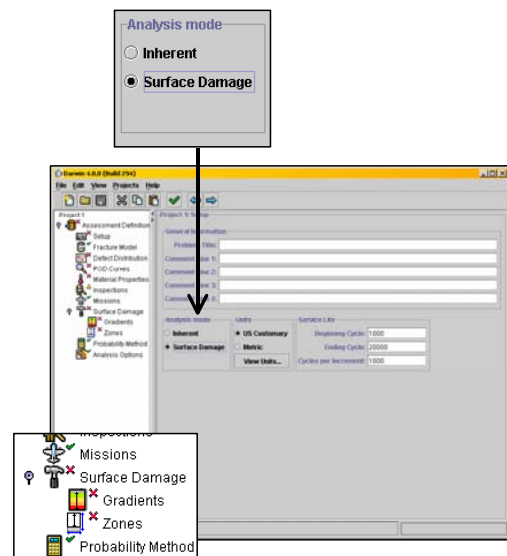 Analysis mode
Inherent
Surface Damage
Darwin 4.0.0 (Build 294)
File Edit View Projects Help
Project 1
Assessment Definition
Setup
Fracture Model
Defect Distribution
POD Curves
Material Properties
Inspections
Missions
Surface Damage
Gradients
Zones
Probability Method
Analysis Options
Project 1: Setup
General Information
Problem Title:
Comment Line 1:
Comment Line 2:
Comment Line 3:
Analysis mode
Inherent
Surface Damage
Units
US Customary
Metric
View Units...
Service Life
Beginning Cycle: 1000
Ending Cycle: 20000
Cycles per Increment: 1000
Inspections
Missions
Surface Damage
Gradients
Zones
Probability Method